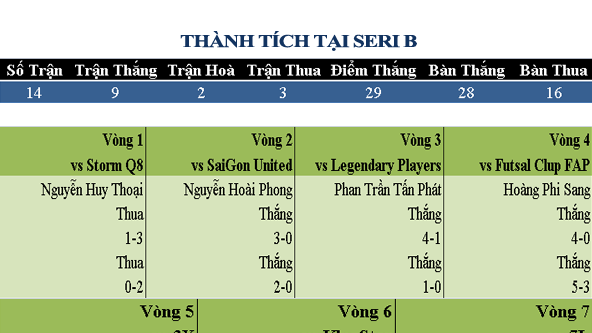 THÀNH TÍCH TẠI SERI B
Số Trận Trận Thắng Trận Hoà Trận Thua Điểm Thắng Bàn Thắng Bàn Thua
14 9 2 3 29 28 16
Vòng 1 Vòng 2 Vòng 3 Vòng 4
vs Storm Q8 vs SaiGon United vs Legendary Players vs Futsal Clup FAP
Nguyễn Huy Thoại Nguyễn Hoài Phong Phan Trần Tấn Phát Hoàng Phi Sang
Thua Thắng Thắng Thắng
1-3 3-0 4-1 4-0
Thua Thắng Thắng Thắng
0-2 2-0 1-0 5-3
Vòng 5 Vòng 6 Vòng 7